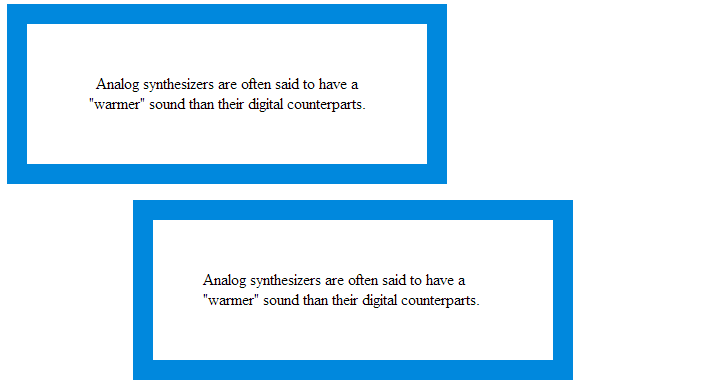 Analog synthesizers are often said to have a
"warmer" sound than their digital counterparts.
Analog synthesizers are often said to have a
"warmer" sound than their digital counterparts.